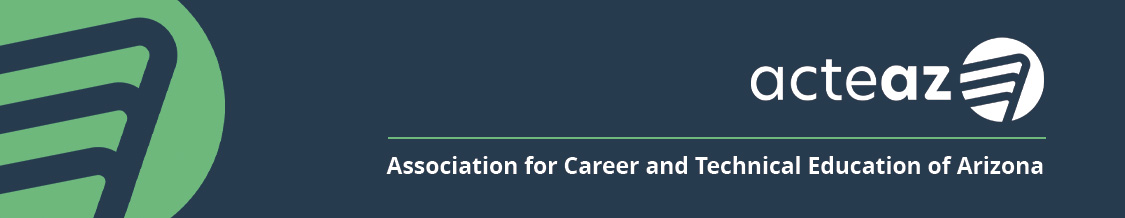 acteaz
Association for Career and Technical Education of Arizona